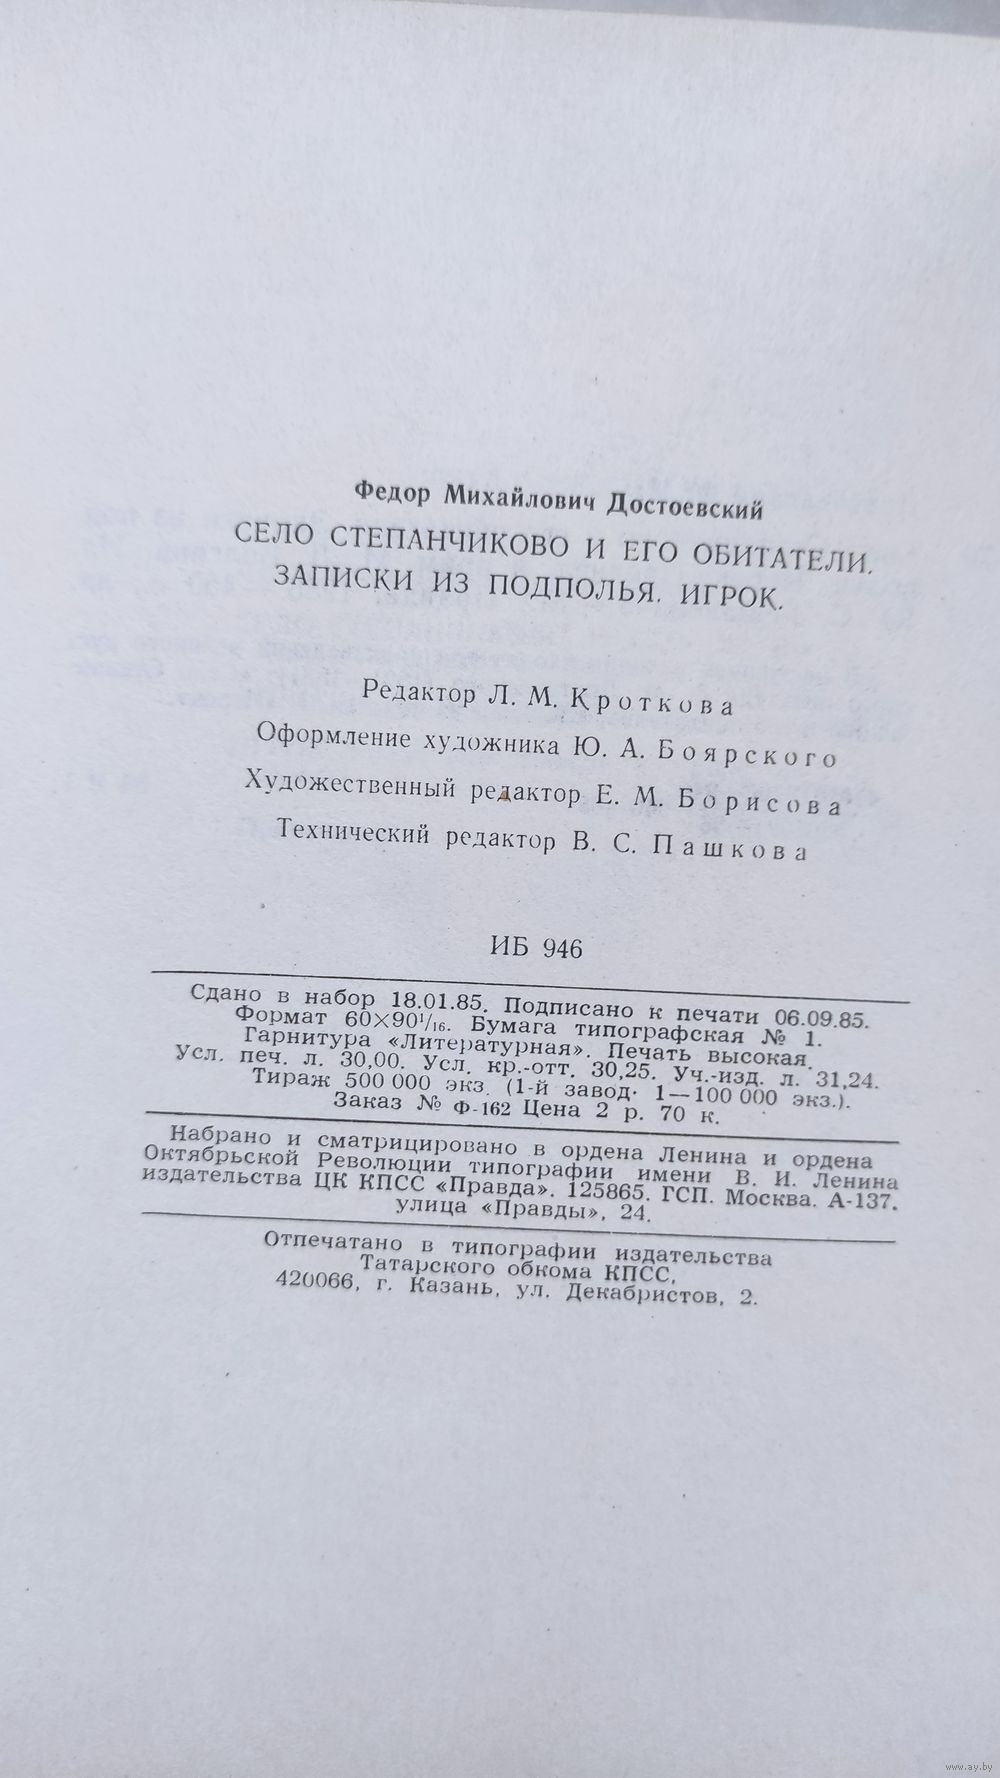 Федор Михайлович Достоевский
СЕЛО СТЕПАНЧИКОВО И ЕГО ОБИТАТЕЛИ.
ЗАПИСКИ ИЗ ПОДПОЛЬЯ. ИГРОК.
Редактор Л. М. Кроткова
Оформление художника Ю. А. Боярского
Художественный редактор Е. М. Борисова
Технический редактор В. С. Пашкова
ИБ 946
Сдано в набор 18.01.85. Подписано к печати 06.09.85.
Формат 60×90¹/₁₆. Бумага типографская № 1.
Гарнитура «Литературная». Печать высокая.
Усл. печ. л. 30,00. Усл. кр.-отт. 30,25. Уч.-изд. л. 31,24.
Тираж 500 000 экз. (1-й завод· 1—100 000 экз.).
Заказ № Ф-162 Цена 2 р. 70 к.
Набрано и сматрицировано в ордена Ленина и ордена
Октябрьской Революции типографии имени В. И. Ленина
издательства ЦК КПСС «Правда». 125865. ГСП. Москва. А-137.
улица «Правды», 24.
Отпечатано в типографии издательства
Татарского обкома КПСС,
420066, г. Казань, ул. Декабристов, 2.
www.ay.by